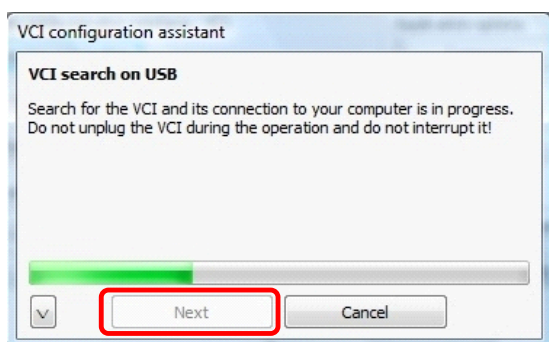 VCI configuration assistant
VCI search on USB
Search for the VCI and its connection to your computer is in progress.
Do not unplug the VCI during the operation and do not interrupt it!
Next
Cancel